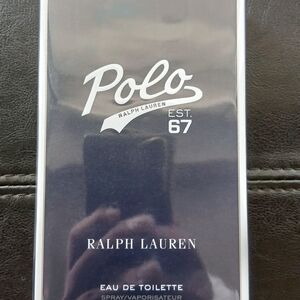 Polo
RALPH LAUREN
EST.
67
RALPH LAUREN
EAU DE TOILETTE
SPRAY/VAPORISATEUR